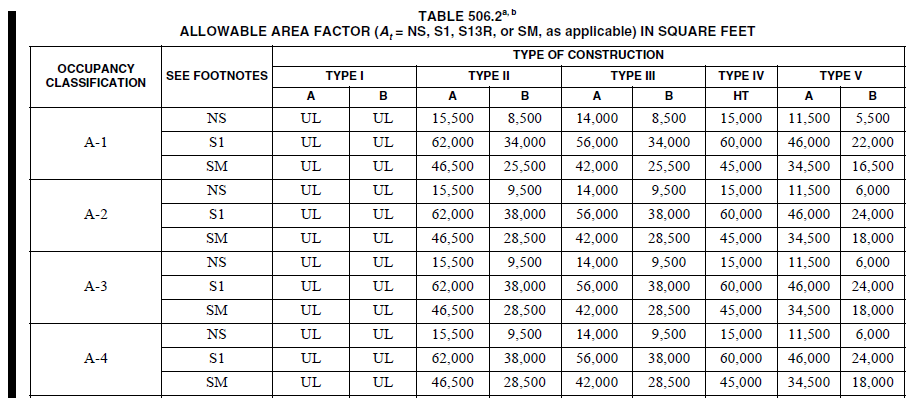 TABLE 506.2a, b
ALLOWABLE AREA FACTOR (At = NS, S1, S13R, or SM, as applicable) IN SQUARE FEET
OCCUPANCY CLASSIFICATION SEE FOOTNOTES TYPE OF CONSTRUCTION
TYPE I TYPE II TYPE III TYPE IV TYPE V
A B A B A B HT A B
A-1 NS UL UL 15,500 8,500 14,000 8,500 15,000 11,500 5,500
S1 UL UL 62,000 34,000 56,000 34,000 60,000 46,000 22,000
SM UL UL 46,500 25,500 42,000 25,500 45,000 34,500 16,500
A-2 NS UL UL 15,500 9,500 14,000 9,500 15,000 11,500 6,000
S1 UL UL 62,000 38,000 56,000 38,000 60,000 46,000 24,000
SM UL UL 46,500 28,500 42,000 28,500 45,000 34,500 18,000
A-3 NS UL UL 15,500 9,500 14,000 9,500 15,000 11,500 6,000
S1 UL UL 62,000 38,000 56,000 38,000 60,000 46,000 24,000
SM UL UL 46,500 28,500 42,000 28,500 45,000 34,500 18,000
A-4 NS UL UL 15,500 9,500 14,000 9,500 15,000 11,500 6,000
S1 UL UL 62,000 38,000 56,000 38,000 60,000 46,000 24,000
SM UL UL 46,500 28,500 42,000 28,500 45,000 34,500 18,000